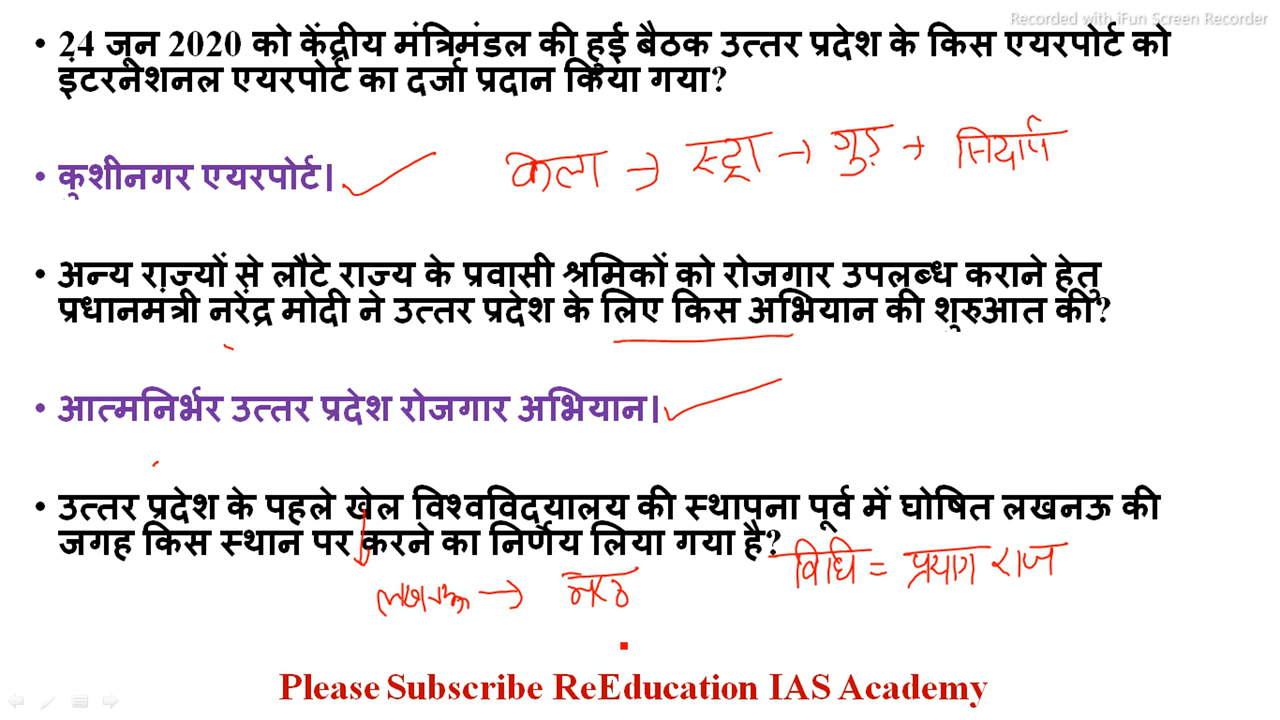 Recorded with iFun Screen Recorder
• 24 जून 2020 को केंद्रीय मंत्रिमंडल की हुई बैठक उत्तर प्रदेश के किस एयरपोर्ट को
इंटरनेशनल एयरपोर्ट का दर्जा प्रदान किया गया?
• कुशीनगर एयरपोर्ट।
→ → गुड़ →
• अन्य राज्यों से लौटे राज्य के प्रवासी श्रमिकों को रोजगार उपलब्ध कराने हेतु
प्रधानमंत्री नरेंद्र मोदी ने उत्तर प्रदेश के लिए किस अभियान की शुरुआत की?
• आत्मनिर्भर उत्तर प्रदेश रोजगार अभियान।
• उत्तर प्रदेश के पहले खेल विश्वविद्यालय की स्थापना पूर्व में घोषित लखनऊ की
जगह किस स्थान पर करने का निर्णय लिया गया है?
विधि = प्रयाग राज
Please Subscribe ReEducation IAS Academy